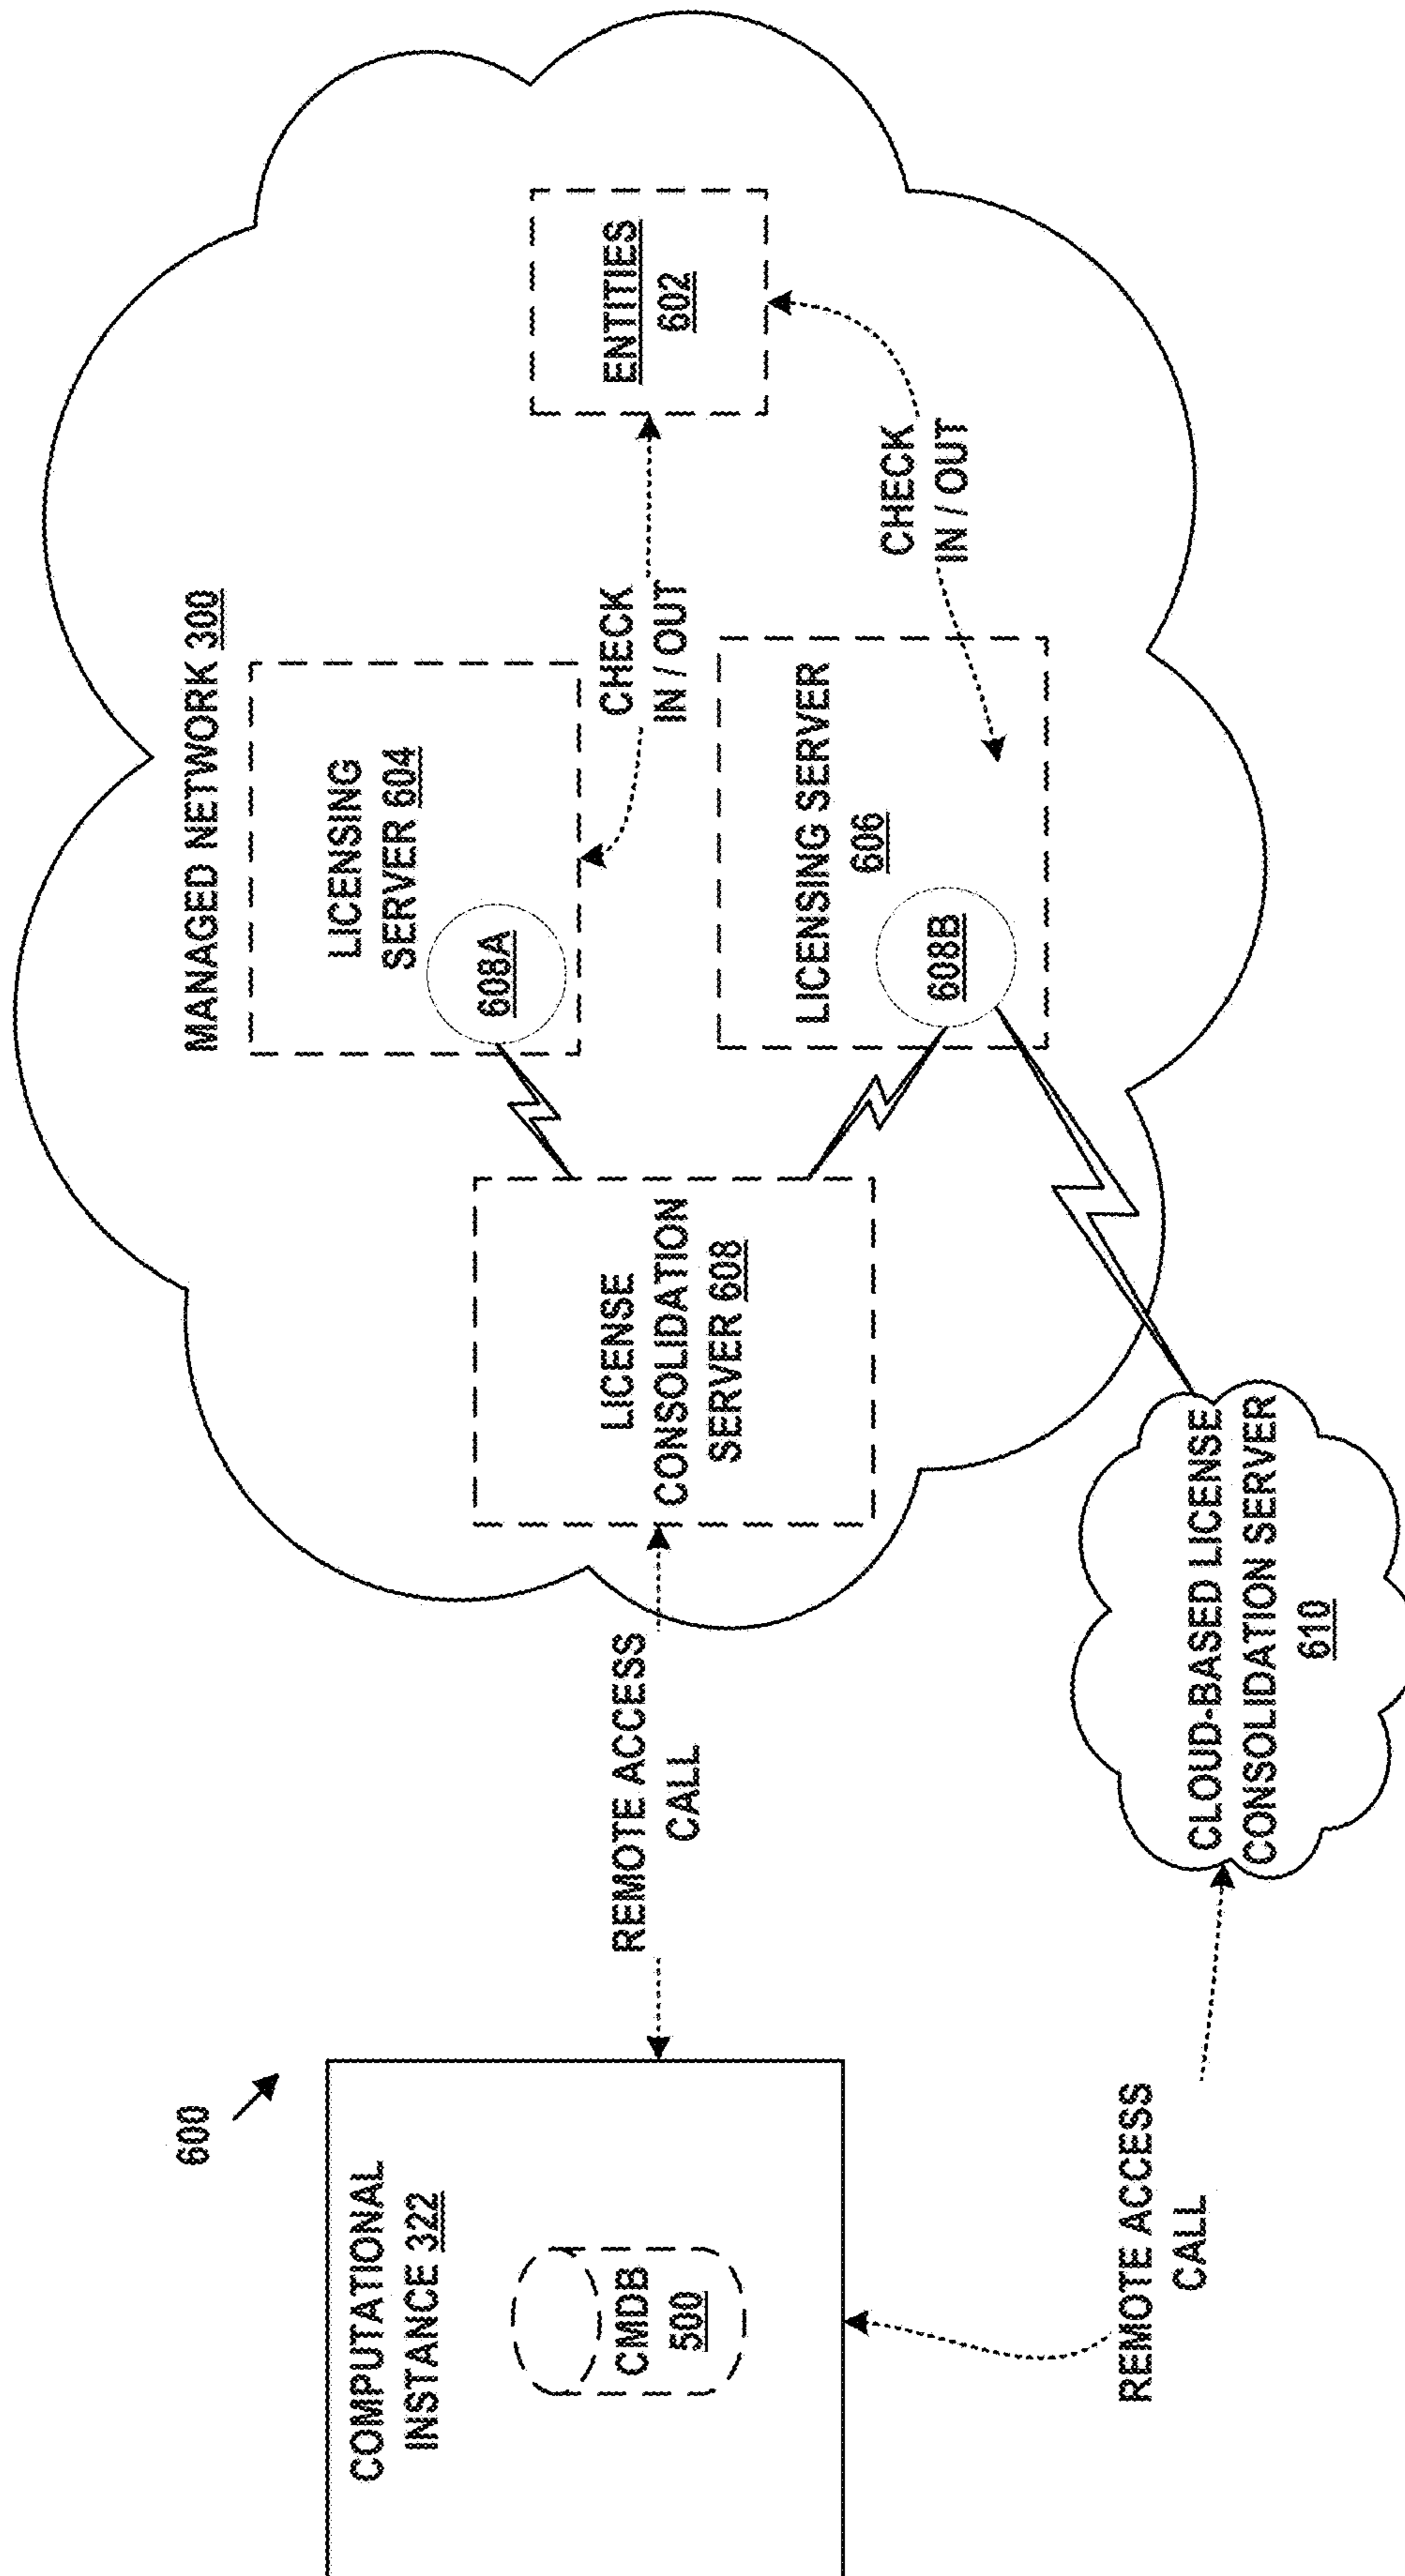 600
COMPUTATIONAL
INSTANCE 322
CMDB
500
REMOTE ACCESS
CALL
REMOTE ACCESS
CALL
MANAGED NETWORK 300
LICENSE
CONSOLIDATION
SERVER 608
LICENSING
SERVER 604
608A
CHECK
IN / OUT
ENTITIES
602
LICENSING SERVER
606
608B
CHECK
IN / OUT
CLOUD-BASED LICENSE
CONSOLIDATION SERVER
610